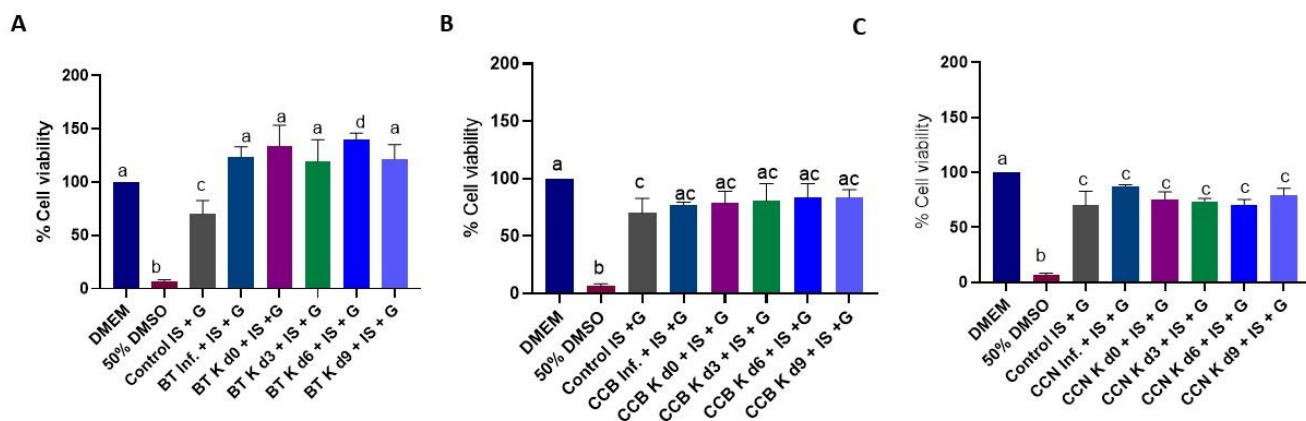 A
% Cell viability
200
150
100
50
0
a
b
c
a
a
a
d
a
DMEM
50% DMSO
Control IS + G
BT Inf. + IS + G
BT K d0 + IS +G
BT K d3 + IS + G
BT K d6 + IS + G
BT K d9 + IS + G
B
% Cell viability
200
150
100
50
0
a
b
c
ac
ac
ac
ac
ac
DMEM
50% DMSO
Control IS +G
CCB Inf. + IS +G
CCB K d0 + IS + G
CCB K d3 + IS + G
CCB K d6 + IS +G
CCB K d9 + IS +G
C
% Cell viability
200
150
100
50
0
a
b
c
c
c
c
c
c
DMEM
50% DMSO
Control IS + G
CCN Inf. + IS + G
CCN K d0 + IS + G
CCN K d3 + IS + G
CCN K d6 + IS + G
CCN K d9 + IS + G